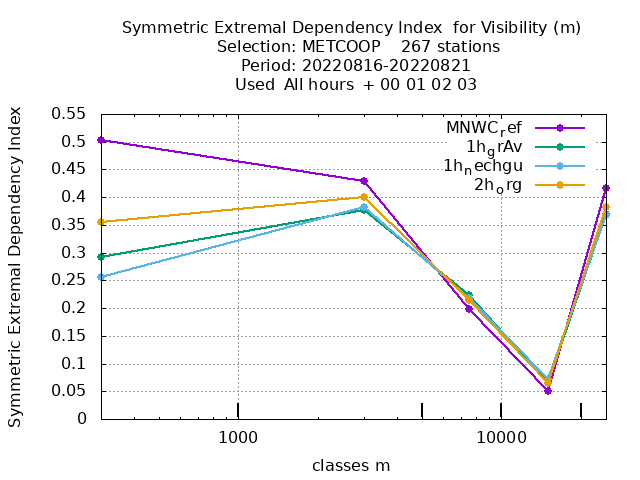 Symmetric Extremal Dependency Index  for Visibility (m)
Selection: METCOOP    267 stations
Period: 20220816-20220821
Used  All hours  + 00 01 02 03
Symmetric Extremal Dependency Index
0.55
0.5
0.45
0.4
0.35
0.3
0.25
0.2
0.15
0.1
0.05
0
MNWCref
1hgrAv
1hnechgu
2horg
1000
10000
classes m